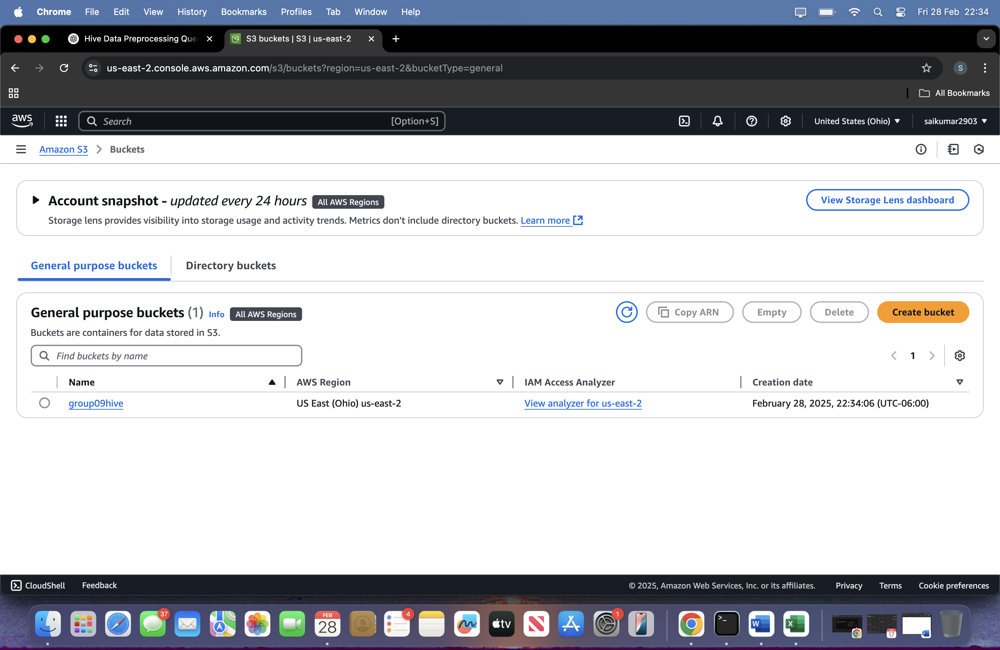 Chrome File Edit View History Bookmarks Profiles Tab Window Help Fri 28 Feb 22:34
Hive Data Preprocessing Que S3 buckets | S3 | us-east-2
us-east-2.console.aws.amazon.com/s3/buckets?region=us-east-2&bucketType=general S
All Bookmarks
aws Search [Option+S] United States (Ohio) saikumar2903
Amazon S3 Buckets
Account snapshot - updated every 24 hours All AWS Regions View Storage Lens dashboard
Storage lens provides visibility into storage usage and activity trends. Metrics don't include directory buckets. Learn more
General purpose buckets Directory buckets
General purpose buckets (1) Info All AWS Regions Copy ARN Empty Delete Create bucket
Buckets are containers for data stored in S3.
Find buckets by name 1
Name AWS Region IAM Access Analyzer Creation date
group09hive US East (Ohio) us-east-2 View analyzer for us-east-2 February 28, 2025, 22:34:06 (UTC-06:00)
CloudShell Feedback © 2025, Amazon Web Services, Inc. or its affiliates. Privacy Terms Cookie preferences
37 FEB 28 4 tv 1 >_ W X 17 W